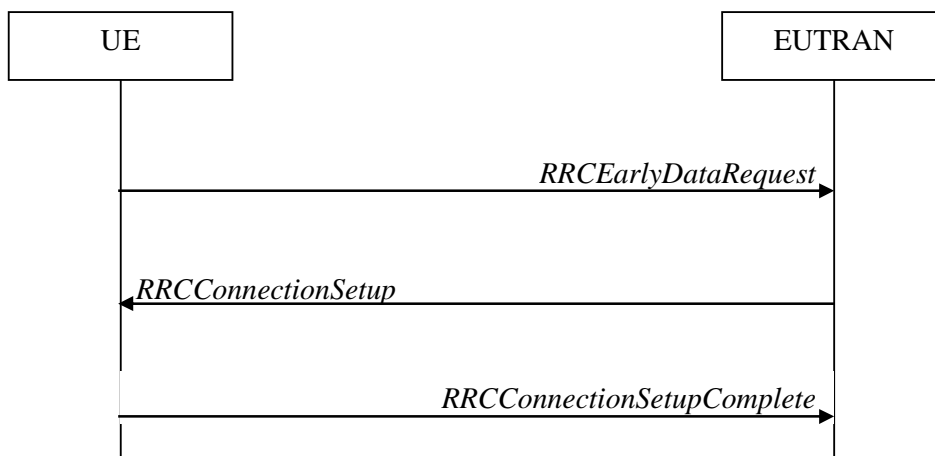 UE
EUTRAN
RRCEarlyDataRequest
RRCConnectionSetup
RRCConnectionSetupComplete